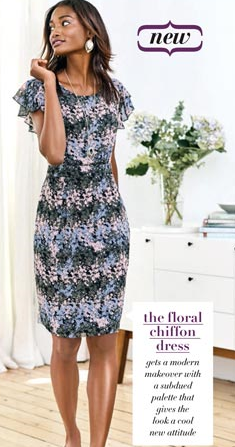 new
the floral
chiffon
dress
gets a modern
makeover with
a subdued
palette that
gives the
look a cool
new attitude